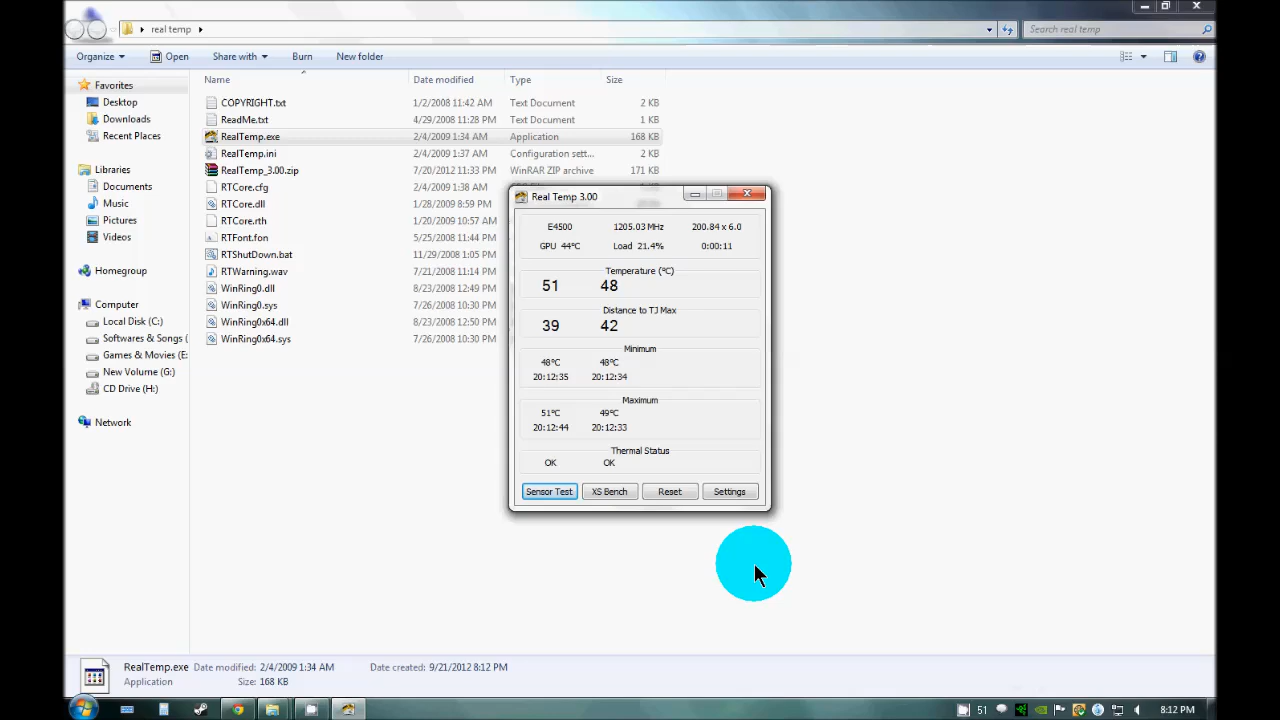 real temp
Search real temp
Organize Open Share with Burn New folder
Name Date modified Type Size
Favorites
Desktop
Downloads
Recent Places
Libraries
Documents
Music
Pictures
Videos
Homegroup
Computer
Local Disk (C:)
Softwares & Songs (
Games & Movies (E:
New Volume (G:)
CD Drive (H:)
Network
COPYRIGHT.txt 1/2/2008 11:42 AM Text Document 2 KB
ReadMe.txt 4/29/2008 11:28 PM Text Document 1 KB
RealTemp.exe 2/4/2009 1:34 AM Application 168 KB
RealTemp.ini 2/4/2009 1:37 AM Configuration sett... 2 KB
RealTemp_3.00.zip 7/20/2012 11:33 PM WinRAR ZIP archive 171 KB
RTCore.cfg 2/4/2009 1:38 AM
RTCore.dll 1/28/2009 8:59 PM
RTCore.rth 1/20/2009 10:57 AM
RTFont.fon 5/25/2008 11:44 PM
RTShutDown.bat 11/29/2008 1:05 PM
RTWarning.wav 7/21/2008 11:14 PM
WinRing0.dll 8/23/2008 12:49 PM
WinRing0.sys 7/26/2008 10:30 PM
WinRing0x64.dll 8/23/2008 12:50 PM
WinRing0x64.sys 7/26/2008 10:30 PM
Real Temp 3.00
E4500 1205.03 MHz 200.84 x 6.0
GPU 44°C Load 21.4% 0:00:11
Temperature (°C)
51 48
Distance to TJ Max
39 42
Minimum
48°C 48°C
20:12:35 20:12:34
Maximum
51°C 49°C
20:12:44 20:12:33
Thermal Status
OK OK
Sensor Test XS Bench Reset Settings
RealTemp.exe Date modified: 2/4/2009 1:34 AM Date created: 9/21/2012 8:12 PM
Application Size: 168 KB
51 8:12 PM